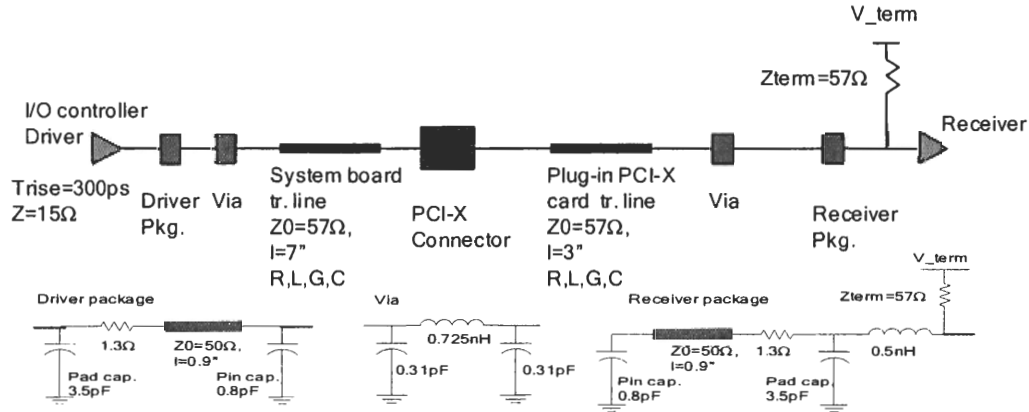 V_term
Zterm=57Ω
I/O controller
Driver
Receiver
Trise=300ps
Z=15Ω
Driver
Pkg.
Via
System board
tr. line
Z0=57Ω,
l=7"
R,L,G,C
PCI-X
Connector
Plug-in PCI-X
card tr. line
Z0=57Ω,
l=3"
R,L,G,C
Via
Receiver
Pkg.
Driver package
1.3Ω
Z0=50Ω,
l=0.9"
Pad cap.
3.5pF
Pin cap.
0.8pF
Via
0.725nH
0.31pF
0.31pF
Receiver package
V_term
Zterm=57Ω
Z0=50Ω,
l=0.9"
1.3Ω
0.5nH
Pin cap.
0.8pF
Pad cap.
3.5pF